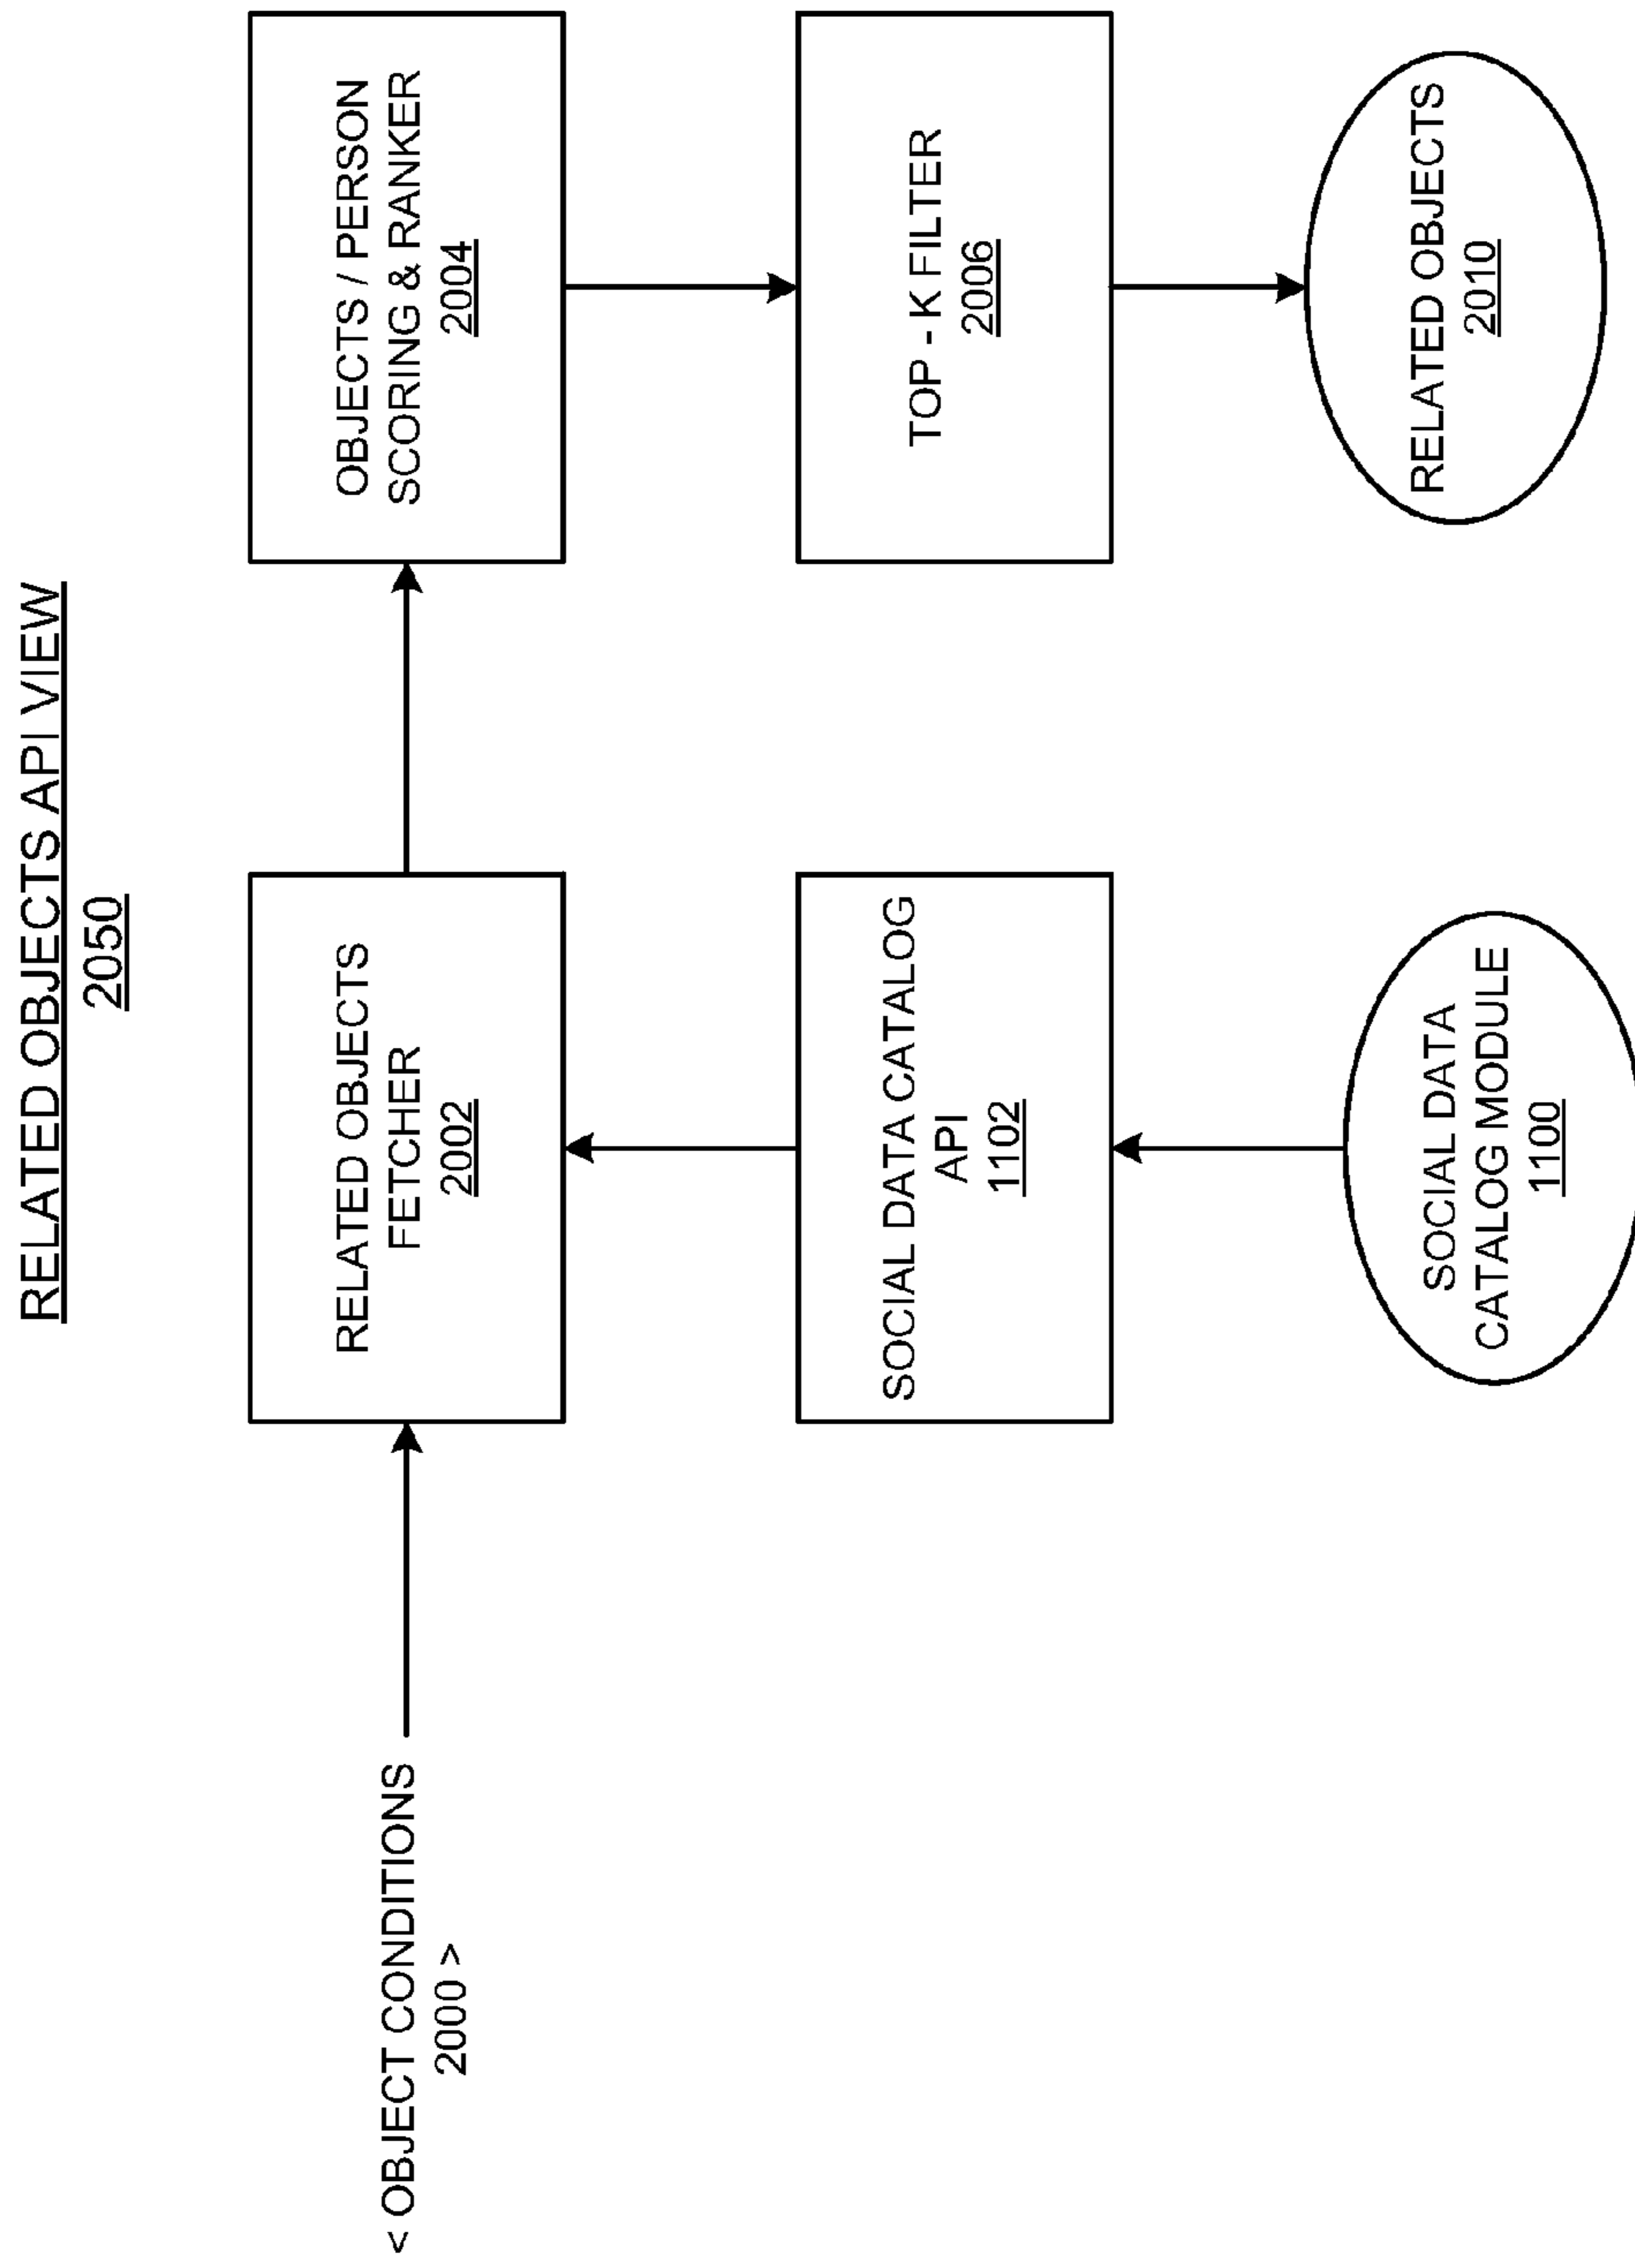 RELATED OBJECTS API VIEW
2050
< OBJECT CONDITIONS
2000 >
RELATED OBJECTS
FETCHER
2002
OBJECTS / PERSON
SCORING & RANKER
2004
SOCIAL DATA CATALOG
API
1102
TOP - K FILTER
2006
SOCIAL DATA
CATALOG MODULE
1100
RELATED OBJECTS
2010